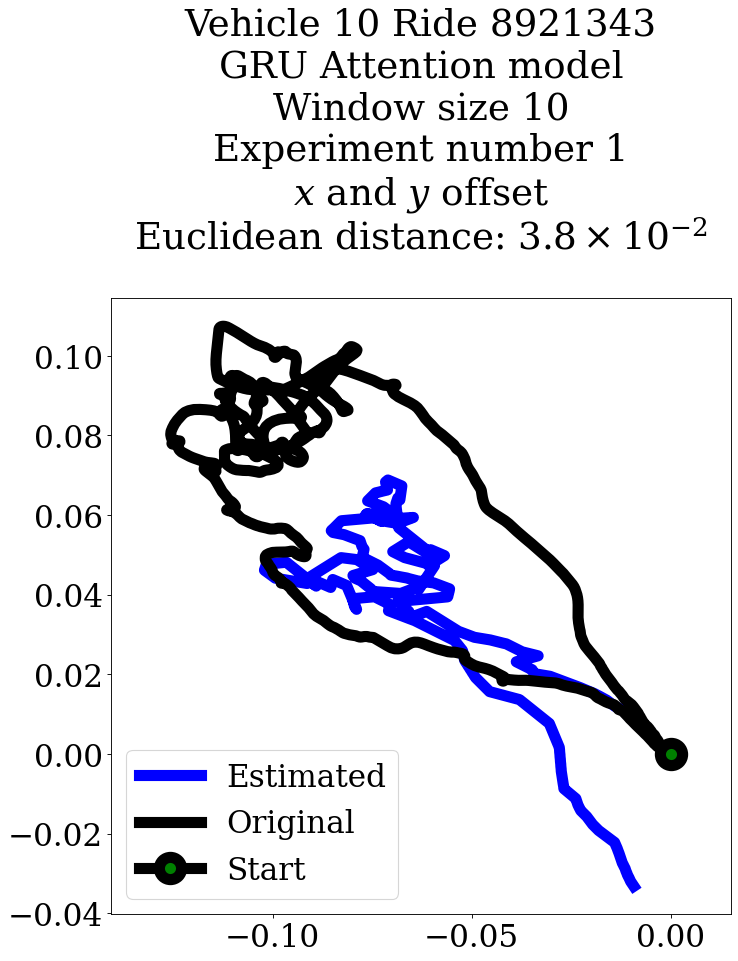 Vehicle 10 Ride 8921343
GRU Attention model
Window size 10
Experiment number 1
x and y offset
Euclidean distance: 3.8 × 10⁻²
0.10
0.08
0.06
0.04
0.02
0.00
−0.02
−0.04
Estimated
Original
Start
−0.10
−0.05
0.00